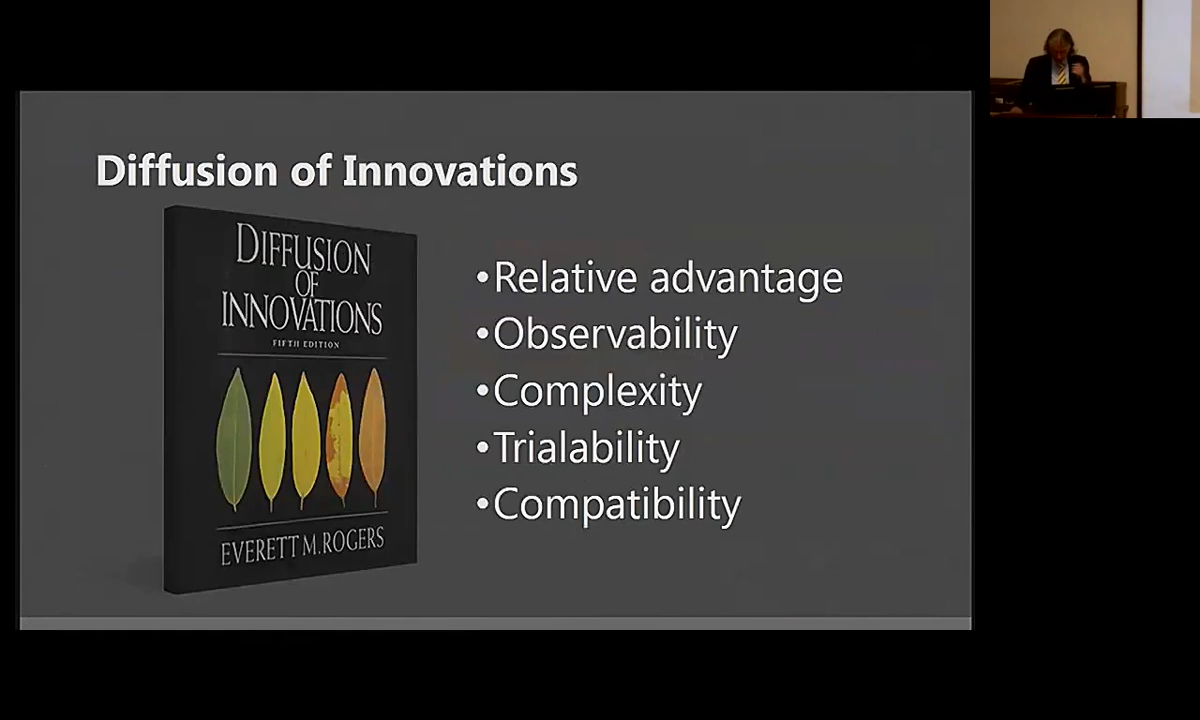 Diffusion of Innovations
DIFFUSION
OF
INNOVATIONS
FIFTH EDITION
EVERETT M. ROGERS
•Relative advantage
•Observability
•Complexity
•Trialability
•Compatibility